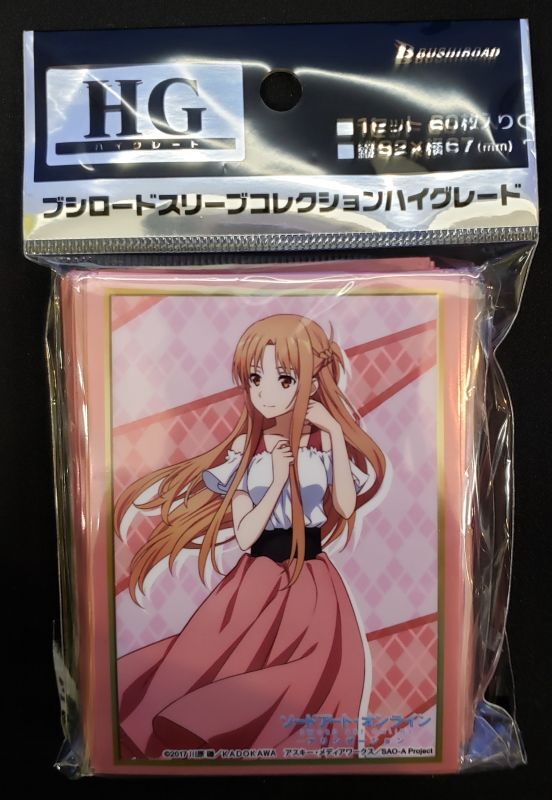 HG
ハイグレード
BUSHIROAD
1セット 60枚入り
縦92×横67(mm)
ブシロードスリーブコレクションハイグレード
ソードアート・オンライン
©2017 川原 礫／KADOKAWA アスキー・メディアワークス／SAO-A Project